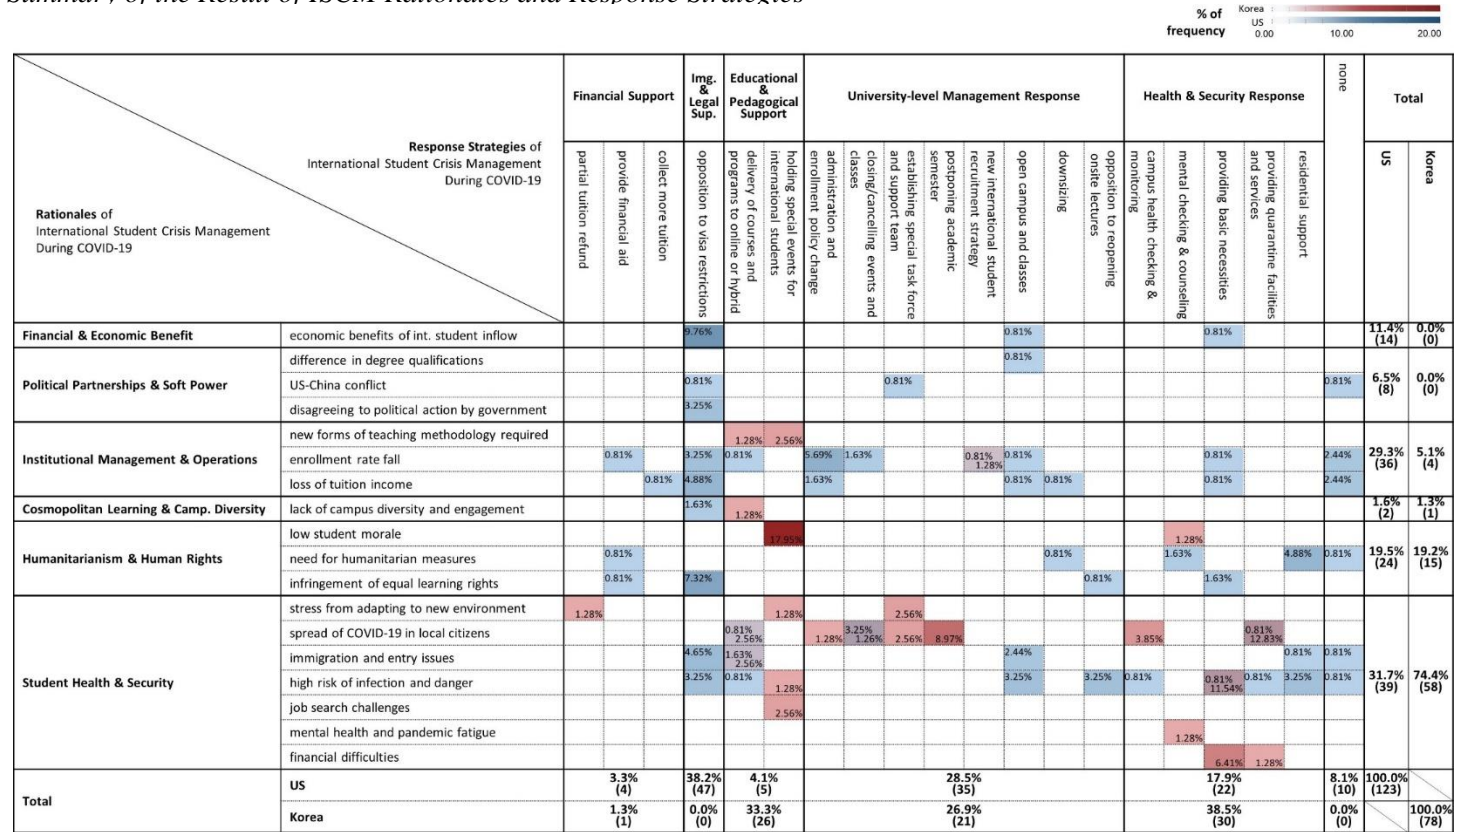 Summary of the Result of ISCM Rationales and Response Strategies
% of
frequency
Korea
US
0.00 10.00 20.00
Response Strategies of
International Student Crisis Management
During COVID-19
Rationales of
International Student Crisis Management
During COVID-19
Financial Support
Img.
&
Legal
Sup.
Educational
&
Pedagogical
Support
University-level Management Response
Health & Security Response
none
Total
partial tuition refund
provide financial aid
collect more tuition
opposition to visa restrictions
delivery of courses and
programs to online or hybrid
holding special events for
international students
administration and
enrollment policy change
closing/cancelling events and
classes
establishing special task force
and support team
postponing academic
semester
new international student
recruitment strategy
open campus and classes
downsizing
opposition to reopening
onsite lectures
campus health checking &
monitoring
mental checking & counseling
providing basic necessities
providing quarantine facilities
and services
residential support
US
Korea
Financial & Economic Benefit
economic benefits of int. student inflow
9.76% 0.81% 0.81%
11.4% 0.0%
(14) (0)
Political Partnerships & Soft Power
difference in degree qualifications
0.81%
US-China conflict
0.81% 0.81% 0.81%
6.5% 0.0%
(8) (0)
disagreeing to political action by government
3.25%
Institutional Management & Operations
new forms of teaching methodology required
1.28% 2.56%
enrollment rate fall
0.81% 3.25% 0.81% 5.69% 1.63% 0.81% 1.28% 0.81% 0.81% 2.44%
29.3% 5.1%
(36) (4)
loss of tuition income
0.81% 4.88% 1.63% 0.81% 0.81% 0.81% 2.44%
Cosmopolitan Learning & Camp. Diversity
lack of campus diversity and engagement
1.63% 1.28%
1.6% 1.3%
(2) (1)
Humanitarianism & Human Rights
low student morale
17.95% 1.28%
need for humanitarian measures
0.81% 0.81% 1.63% 4.88% 0.81%
19.5% 19.2%
(24) (15)
infringement of equal learning rights
0.81% 7.32% 0.81% 1.63%
Student Health & Security
stress from adapting to new environment
1.28% 1.28% 2.56%
spread of COVID-19 in local citizens
0.81% 2.56% 1.28% 3.25% 1.26% 2.56% 8.97% 3.85% 0.81% 12.83%
immigration and entry issues
4.65% 1.63% 2.56% 2.44% 0.81% 0.81%
high risk of infection and danger
3.25% 0.81% 1.28% 3.25% 3.25% 0.81% 0.81% 11.54% 0.81% 3.25% 0.81%
31.7% 74.4%
(39) (58)
job search challenges
2.56%
mental health and pandemic fatigue
1.28%
financial difficulties
6.41% 1.28%
Total
US
3.3% 38.2% 4.1% 28.5% 17.9% 8.1% 100.0%
(4) (47) (5) (35) (22) (10) (123)
Korea
1.3% 0.0% 33.3% 26.9% 38.5% 0.0% 100.0%
(1) (0) (26) (21) (30) (0) (78)